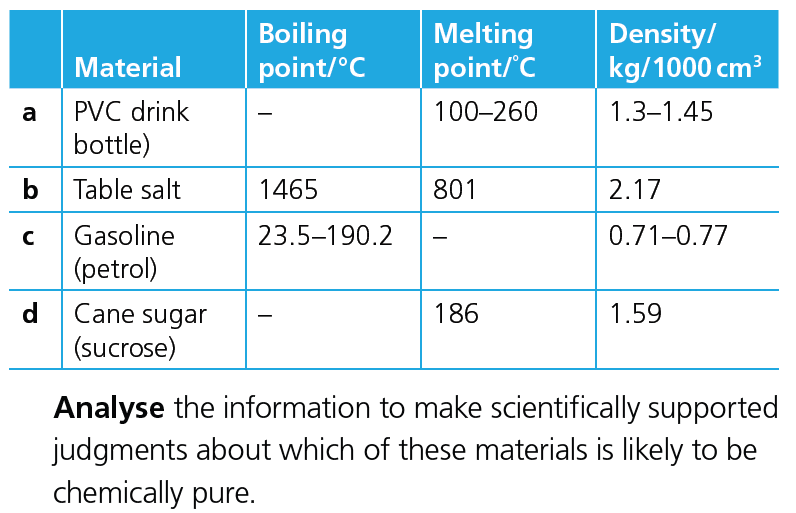 Material Boiling point/°C Melting point/°C Density/ kg/1000 cm³
a PVC drink bottle) – 100–260 1.3–1.45
b Table salt 1465 801 2.17
c Gasoline (petrol) 23.5–190.2 – 0.71–0.77
d Cane sugar (sucrose) – 186 1.59
Analyse the information to make scientifically supported
judgments about which of these materials is likely to be
chemically pure.